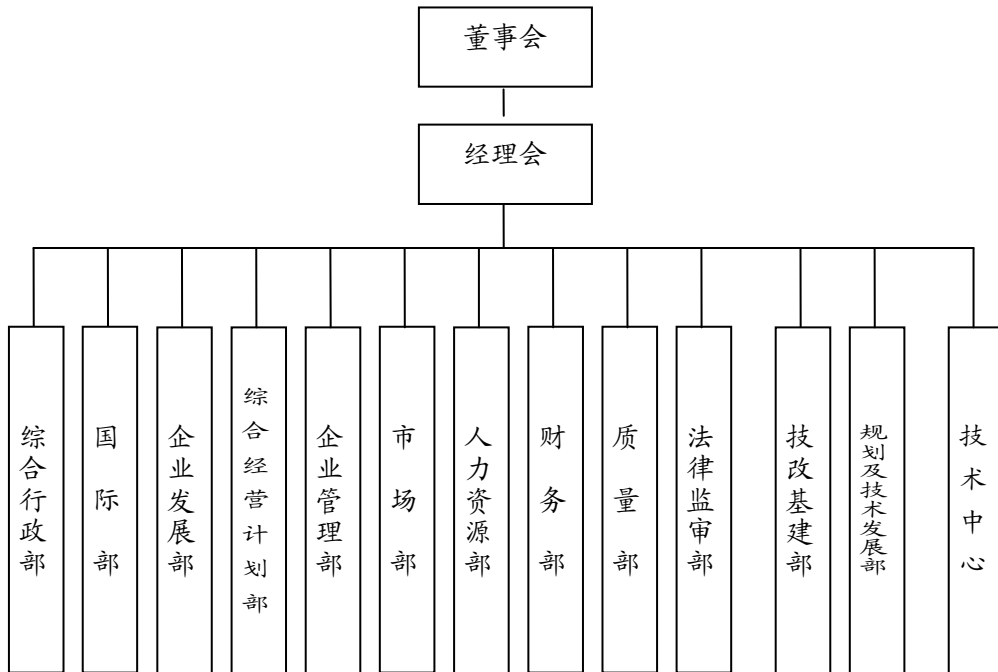 董事会
经理会
综合行政部
国际部
企业发展部
综合经营计划部
企业管理部
市场部
人力资源部
财务部
质量部
法律监审部
技改基建部
规划及技术发展部
技术中心